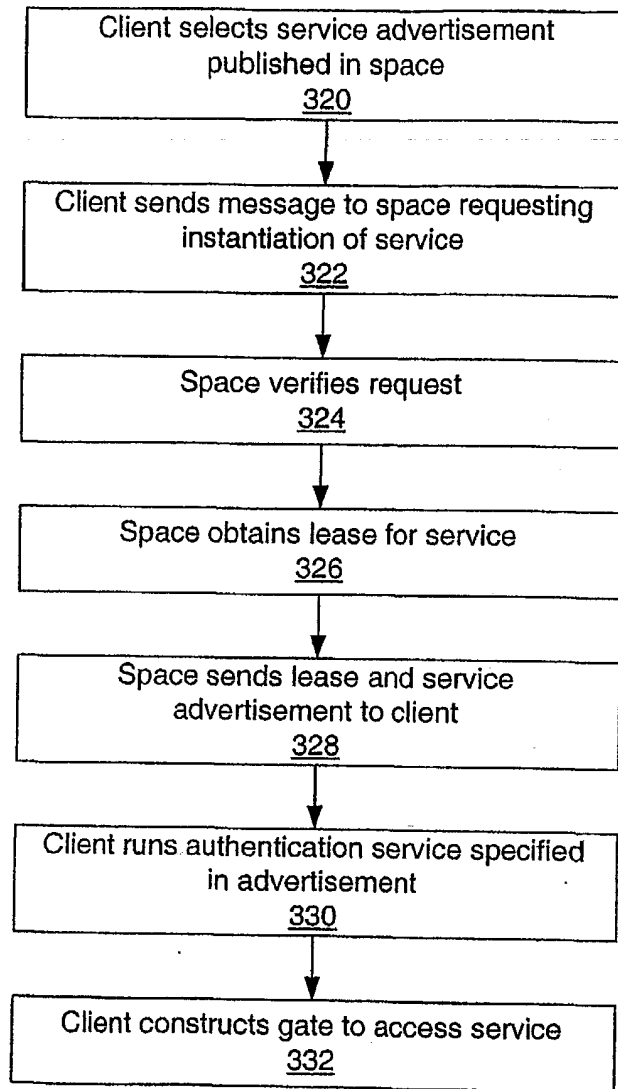 Client selects service advertisement
published in space
320
Client sends message to space requesting
instantiation of service
322
Space verifies request
324
Space obtains lease for service
326
Space sends lease and service
advertisement to client
328
Client runs authentication service specified
in advertisement
330
Client constructs gate to access service
332